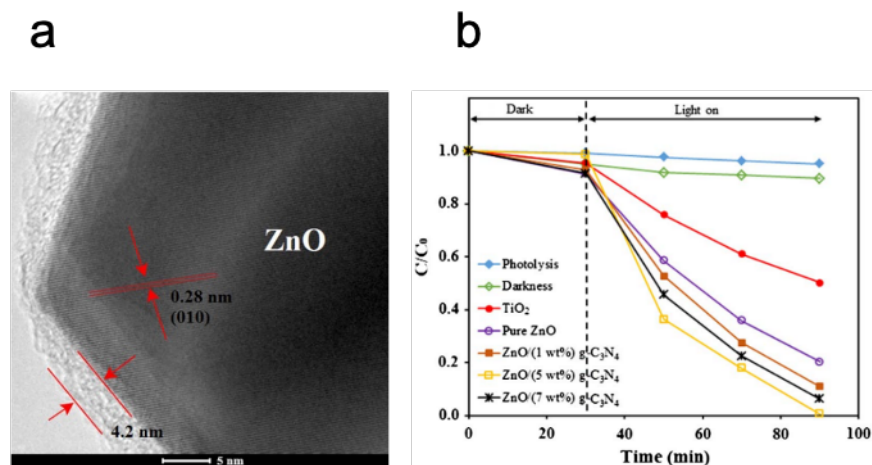 a
b
ZnO
0.28 nm
(010)
4.2 nm
5 nm
Dark
Light on
1.0
0.8
0.6
0.4
0.2
0.0
C/C₀
Photolysis
Darkness
TiO₂
Pure ZnO
ZnO/(1 wt%) g-C₃N₄
ZnO/(5 wt%) g-C₃N₄
ZnO/(7 wt%) g-C₃N₄
0
20
40
60
80
100
Time (min)